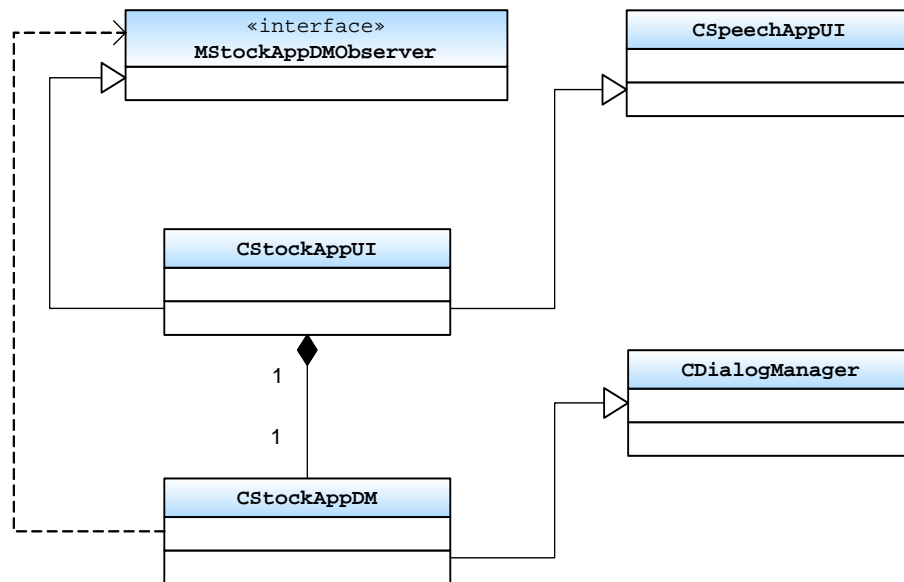 «interface»
MStockAppDMObserver
CSpeechAppUI
CStockAppUI
1
CDialogManager
1
CStockAppDM